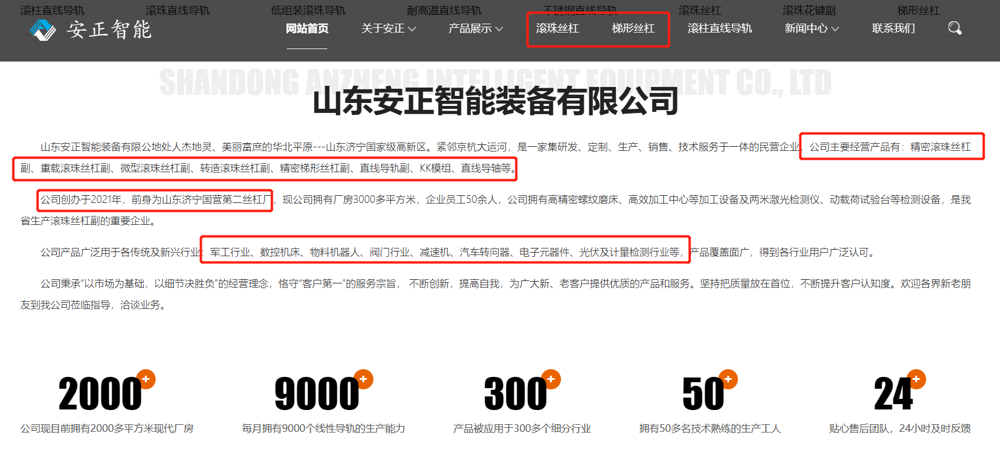 滚柱直线导轨 滚珠直线导轨 低组装滚珠导轨 耐高温直线导轨 不锈钢直线导轨 滚珠丝杠 滚珠花键副 梯形丝杠
安正智能 网站首页 关于安正 产品展示 滚珠丝杠 梯形丝杠 滚柱直线导轨 新闻中心 联系我们
SHANDONG ANZHENG INTELLIGENT EQUIPMENT CO., LTD
山东安正智能装备有限公司
山东安正智能装备有限公地处人杰地灵、美丽富庶的华北平原---山东济宁国家级高新区。紧邻京杭大运河，是一家集研发、定制、生产、销售、技术服务于一体的民营企业，公司主要经营产品有：精密滚珠丝杠
副、重载滚珠丝杠副、微型滚珠丝杠副、转造滚珠丝杠副、精密梯形丝杠副、直线导轨副、KK模组、直线导轴等。
公司创办于2021年，前身为山东济宁国营第二丝杠厂，现公司拥有厂房3000多平方米，企业员工50余人，公司拥有高精密螺纹磨床、高效加工中心等加工设备及两米激光检测仪、动载荷试验台等检测设备，是我
省生产滚珠丝杠副的重要企业。
公司产品广泛用于各传统及新兴行业：军工行业、数控机床、物料机器人、阀门行业、减速机、汽车转向器、电子元器件、光伏及计量检测行业等，产品覆盖面广，得到各行业用户广泛认可。
公司秉承“以市场为基础，以细节决胜负”的经营理念，恪守“客户第一”的服务宗旨， 不断创新，提高自我，为广大新、老客户提供优质的产品和服务。坚持把质量放在首位，不断提升客户认知度。欢迎各界新老朋
友到我公司莅临指导，洽谈业务。
2000+ 9000+ 300+ 50+ 24+
公司现目前拥有2000多平方米现代厂房 每月拥有9000个线性导轨的生产能力 产品被应用于300多个细分行业 拥有50多名技术熟练的生产工人 贴心售后团队，24小时及时反馈